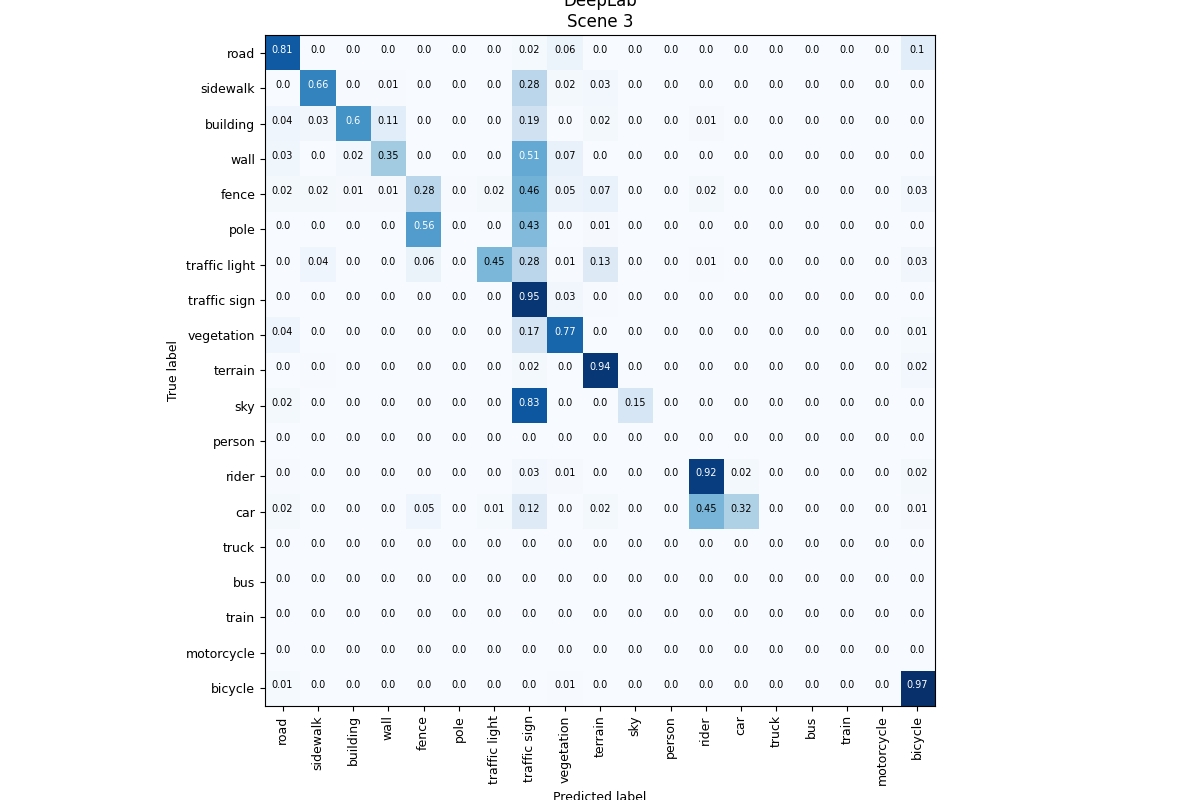 DeepLab
Scene 3
road 0.81 0.0 0.0 0.0 0.0 0.0 0.0 0.02 0.06 0.0 0.0 0.0 0.0 0.0 0.0 0.0 0.0 0.0 0.1
sidewalk 0.0 0.66 0.0 0.01 0.0 0.0 0.0 0.28 0.02 0.03 0.0 0.0 0.0 0.0 0.0 0.0 0.0 0.0 0.0
building 0.04 0.03 0.6 0.11 0.0 0.0 0.0 0.19 0.0 0.02 0.0 0.0 0.01 0.0 0.0 0.0 0.0 0.0 0.0
wall 0.03 0.0 0.02 0.35 0.0 0.0 0.0 0.51 0.07 0.0 0.0 0.0 0.0 0.0 0.0 0.0 0.0 0.0 0.0
fence 0.02 0.02 0.01 0.01 0.28 0.0 0.02 0.46 0.05 0.07 0.0 0.0 0.02 0.0 0.0 0.0 0.0 0.0 0.03
pole 0.0 0.0 0.0 0.0 0.56 0.0 0.0 0.43 0.0 0.01 0.0 0.0 0.0 0.0 0.0 0.0 0.0 0.0 0.0
traffic light 0.0 0.04 0.0 0.0 0.06 0.0 0.45 0.28 0.01 0.13 0.0 0.0 0.01 0.0 0.0 0.0 0.0 0.0 0.03
traffic sign 0.0 0.0 0.0 0.0 0.0 0.0 0.0 0.95 0.03 0.0 0.0 0.0 0.0 0.0 0.0 0.0 0.0 0.0 0.0
vegetation 0.04 0.0 0.0 0.0 0.0 0.0 0.0 0.17 0.77 0.0 0.0 0.0 0.0 0.0 0.0 0.0 0.0 0.0 0.01
terrain 0.0 0.0 0.0 0.0 0.0 0.0 0.0 0.02 0.0 0.94 0.0 0.0 0.0 0.0 0.0 0.0 0.0 0.0 0.02
sky 0.02 0.0 0.0 0.0 0.0 0.0 0.0 0.83 0.0 0.0 0.15 0.0 0.0 0.0 0.0 0.0 0.0 0.0 0.0
person 0.0 0.0 0.0 0.0 0.0 0.0 0.0 0.0 0.0 0.0 0.0 0.0 0.0 0.0 0.0 0.0 0.0 0.0 0.0
rider 0.0 0.0 0.0 0.0 0.0 0.0 0.0 0.03 0.01 0.0 0.0 0.0 0.92 0.02 0.0 0.0 0.0 0.0 0.02
car 0.02 0.0 0.0 0.0 0.05 0.0 0.01 0.12 0.0 0.02 0.0 0.0 0.45 0.32 0.0 0.0 0.0 0.0 0.01
truck 0.0 0.0 0.0 0.0 0.0 0.0 0.0 0.0 0.0 0.0 0.0 0.0 0.0 0.0 0.0 0.0 0.0 0.0 0.0
bus 0.0 0.0 0.0 0.0 0.0 0.0 0.0 0.0 0.0 0.0 0.0 0.0 0.0 0.0 0.0 0.0 0.0 0.0 0.0
train 0.0 0.0 0.0 0.0 0.0 0.0 0.0 0.0 0.0 0.0 0.0 0.0 0.0 0.0 0.0 0.0 0.0 0.0 0.0
motorcycle 0.0 0.0 0.0 0.0 0.0 0.0 0.0 0.0 0.0 0.0 0.0 0.0 0.0 0.0 0.0 0.0 0.0 0.0 0.0
bicycle 0.01 0.0 0.0 0.0 0.0 0.0 0.0 0.0 0.01 0.0 0.0 0.0 0.0 0.0 0.0 0.0 0.0 0.0 0.97
True label
road sidewalk building wall fence pole traffic light traffic sign vegetation terrain sky person rider car truck bus train motorcycle bicycle
Predicted label